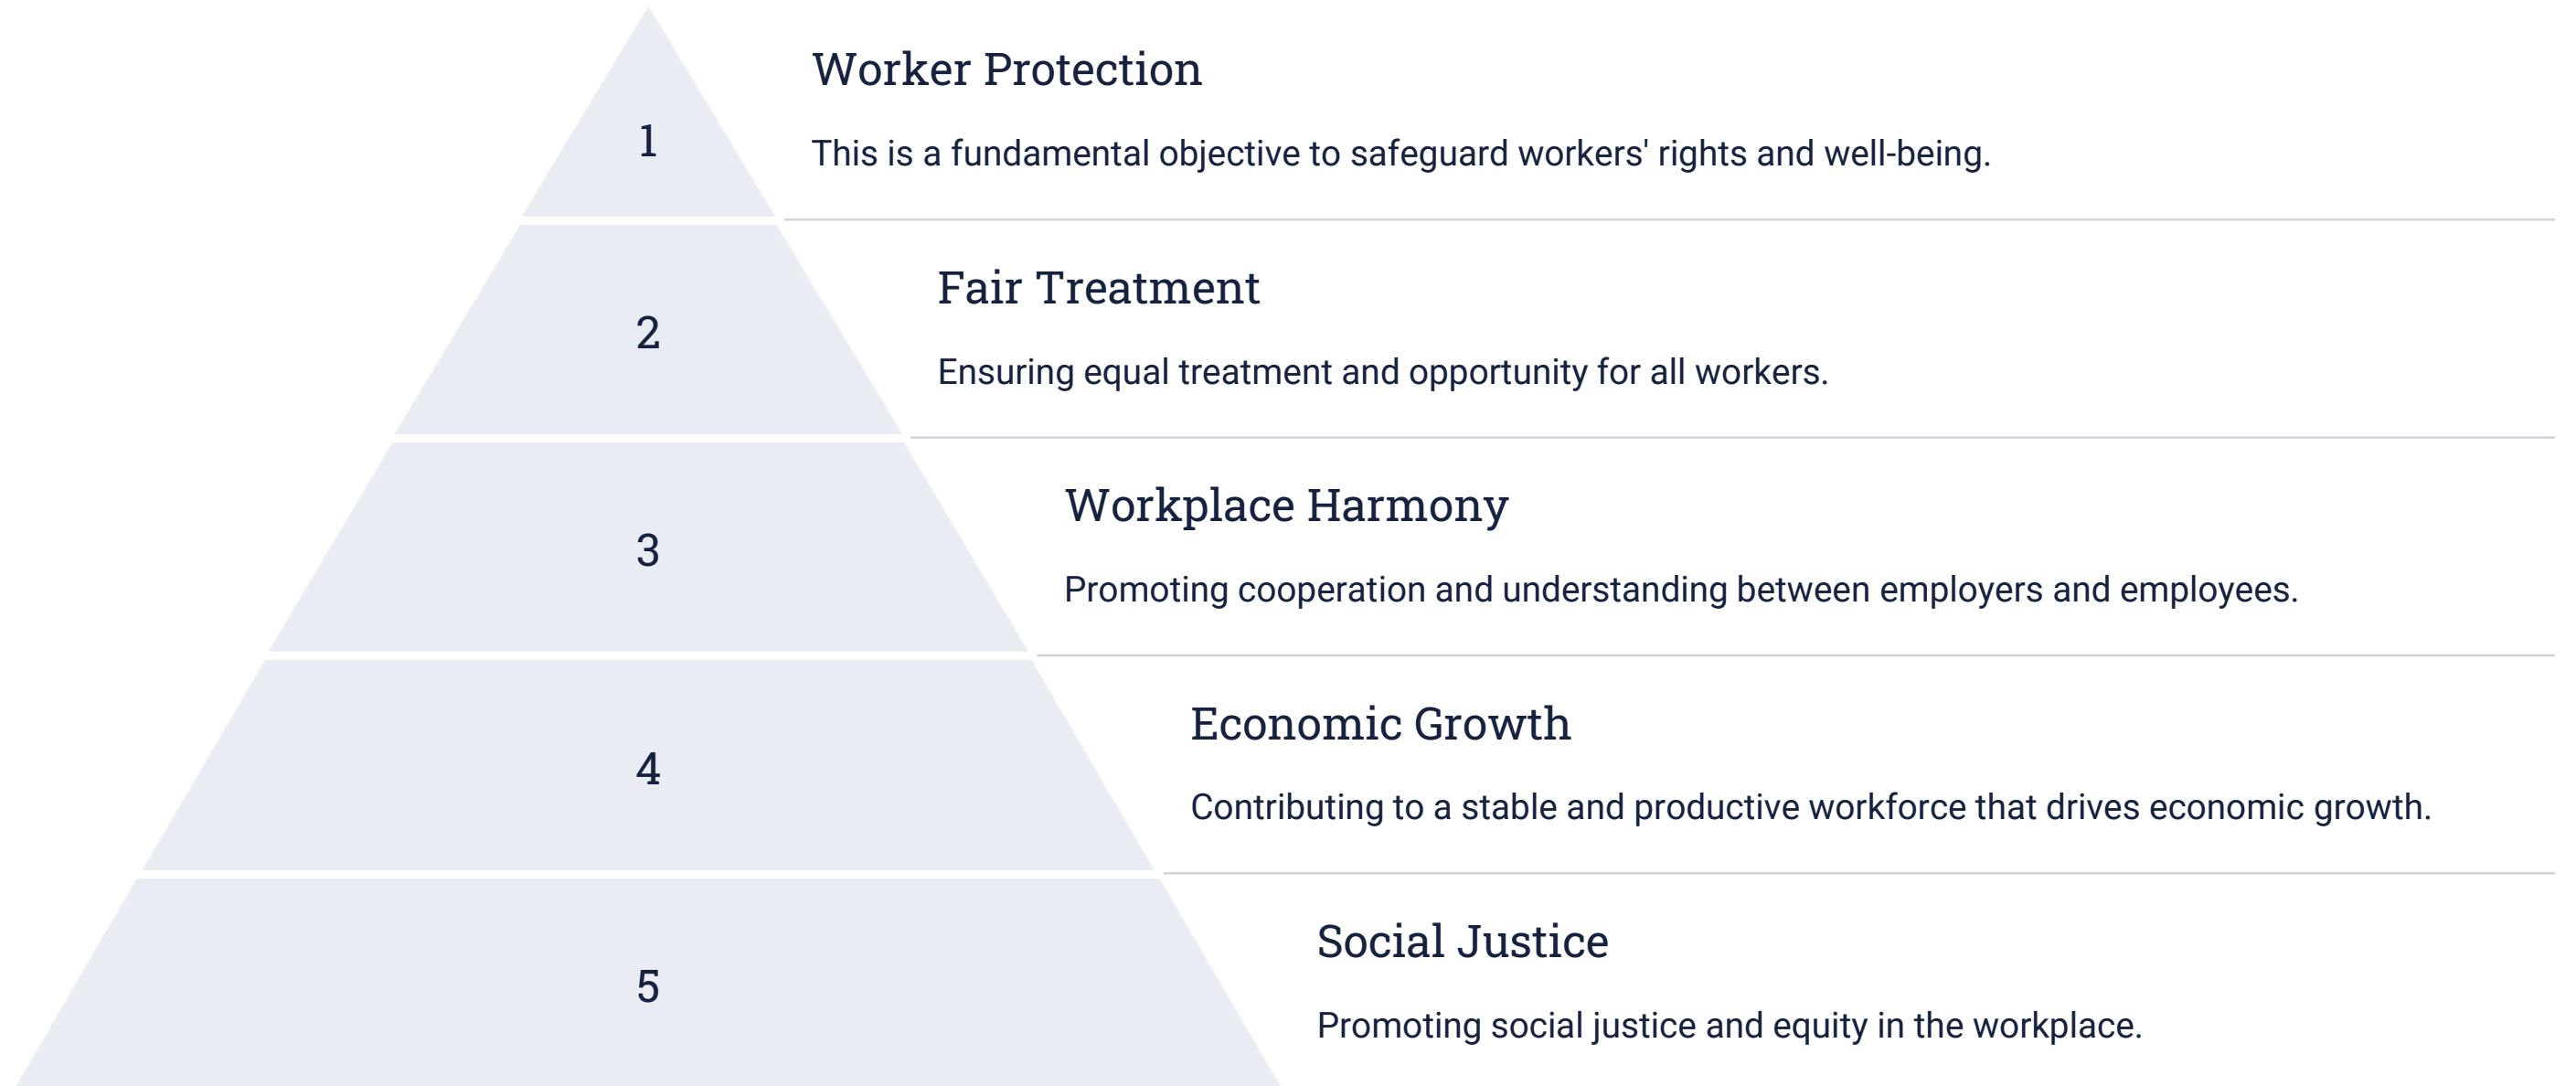 1
Worker Protection
This is a fundamental objective to safeguard workers' rights and well-being.
2
Fair Treatment
Ensuring equal treatment and opportunity for all workers.
3
Workplace Harmony
Promoting cooperation and understanding between employers and employees.
4
Economic Growth
Contributing to a stable and productive workforce that drives economic growth.
5
Social Justice
Promoting social justice and equity in the workplace.